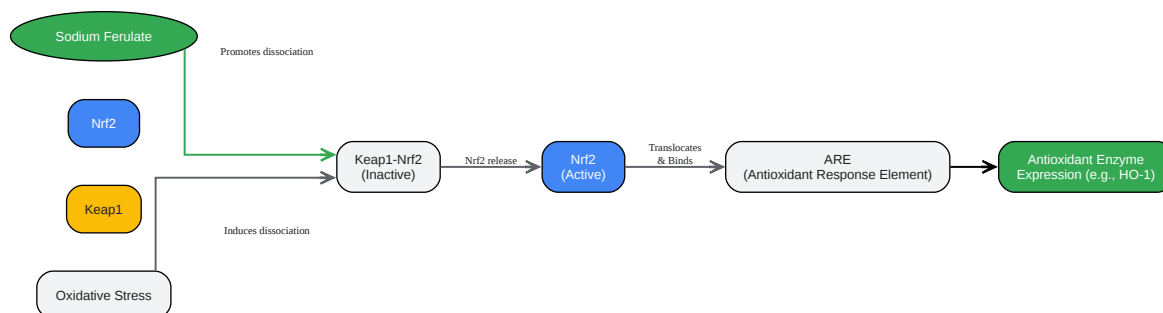 Sodium Ferulate
Promotes dissociation
Nrf2
Keap1-Nrf2
(Inactive)
Nrf2 release
Nrf2
(Active)
Translocates
& Binds
ARE
(Antioxidant Response Element)
Antioxidant Enzyme
Expression (e.g., HO-1)
Keap1
Induces dissociation
Oxidative Stress